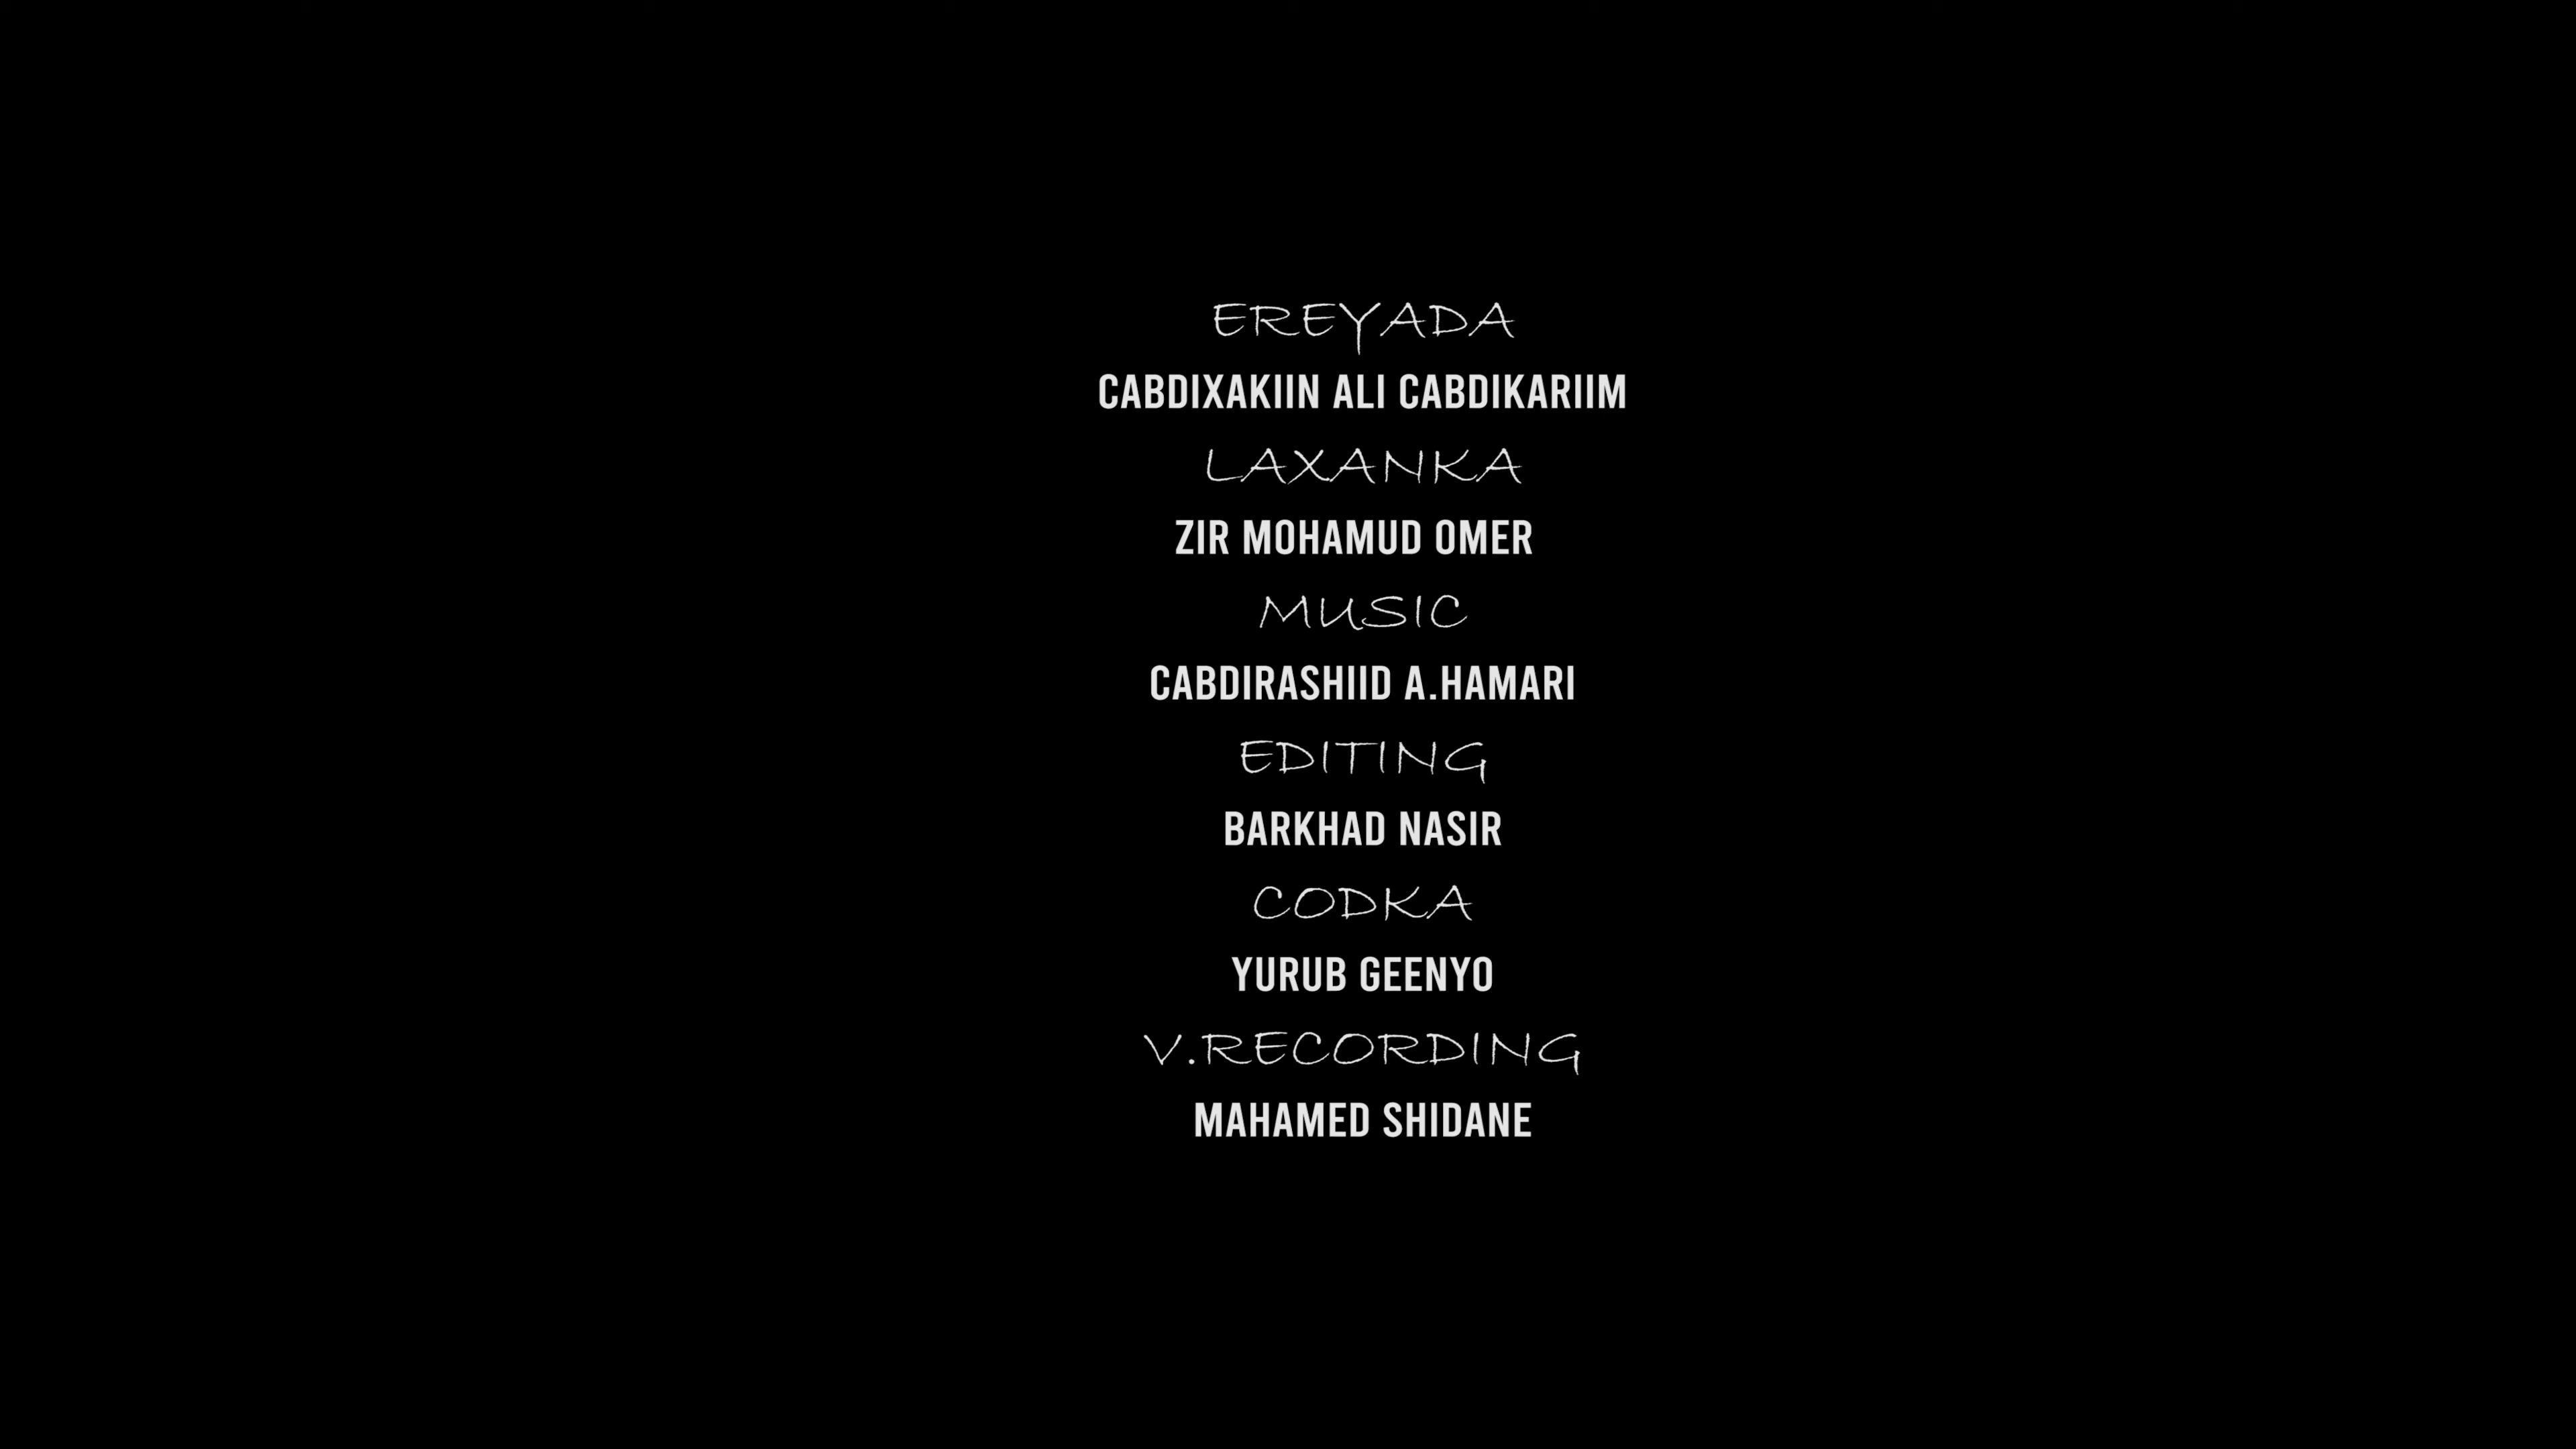 EREYADA
CABDIXAKIIN ALI CABDIKARIIM
LAXANKA
ZIR MOHAMUD OMER
MUSIC
CABDIRASHIID A.HAMARI
EDITING
BARKHAD NASIR
CODKA
YURUB GEENYO
V.RECORDING
MAHAMED SHIDANE